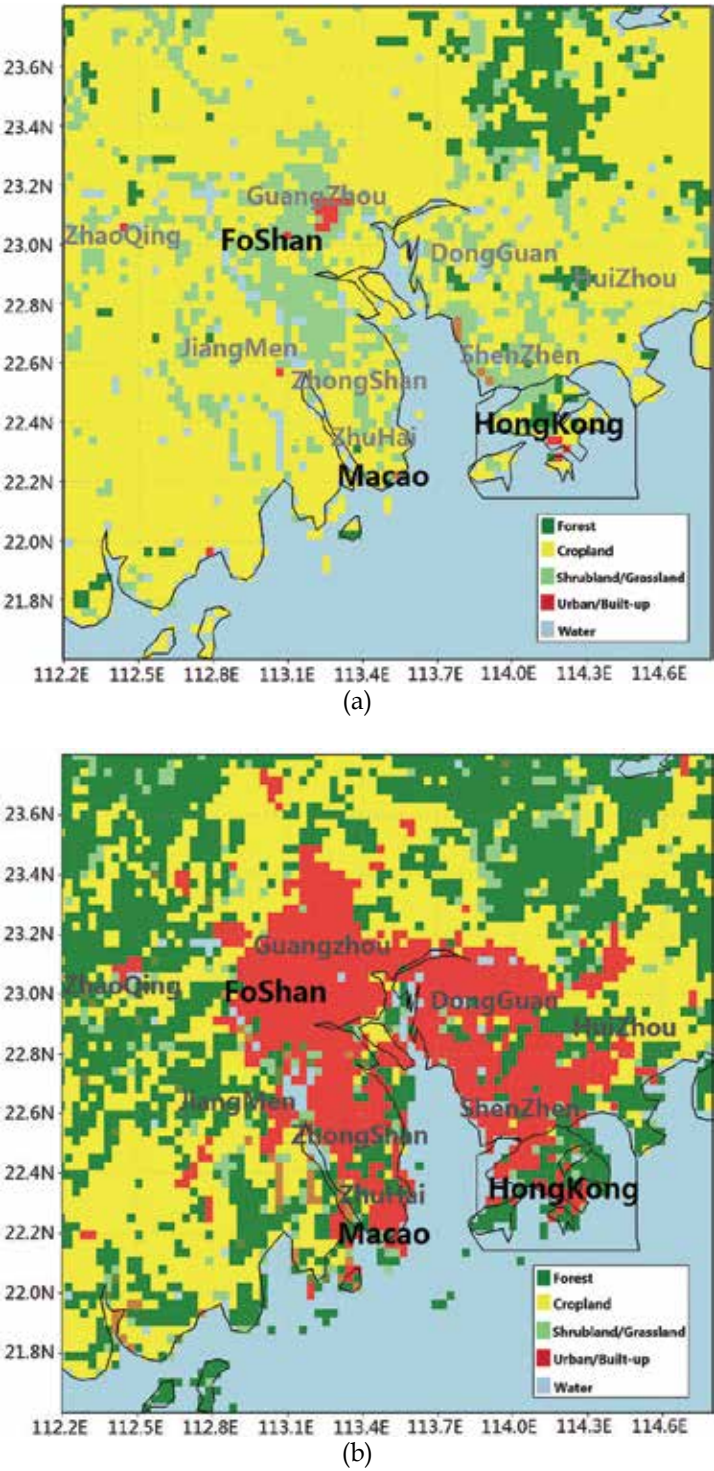 23.6N
23.4N
23.2N
GuangZhou
ZhaoQing
23.0N
FoShan
DongGuan
HuiZhou
22.8N
JiangMen
ShenZhen
22.6N
ZhongShan
22.4N
HongKong
ZhuHai
22.2N
Macao
22.0N
21.8N
Forest
Cropland
Shrubland/Grassland
Urban/Built-up
Water
112.2E 112.5E 112.8E 113.1E 113.4E 113.7E 114.0E 114.3E 114.6E
(a)
23.6N
23.4N
23.2N
Guangzhou
ZhaoQing
23.0N
FoShan
DongGuan
HuiZhou
22.8N
JiangMen
ShenZhen
22.6N
ZhongShan
22.4N
ZhuHai
HongKong
22.2N
Macao
22.0N
21.8N
Forest
Cropland
Shrubland/Grassland
Urban/Built-up
Water
112.2E 112.5E 112.8E 113.1E 113.4E 113.7E 114.0E 114.3E 114.6E
(b)